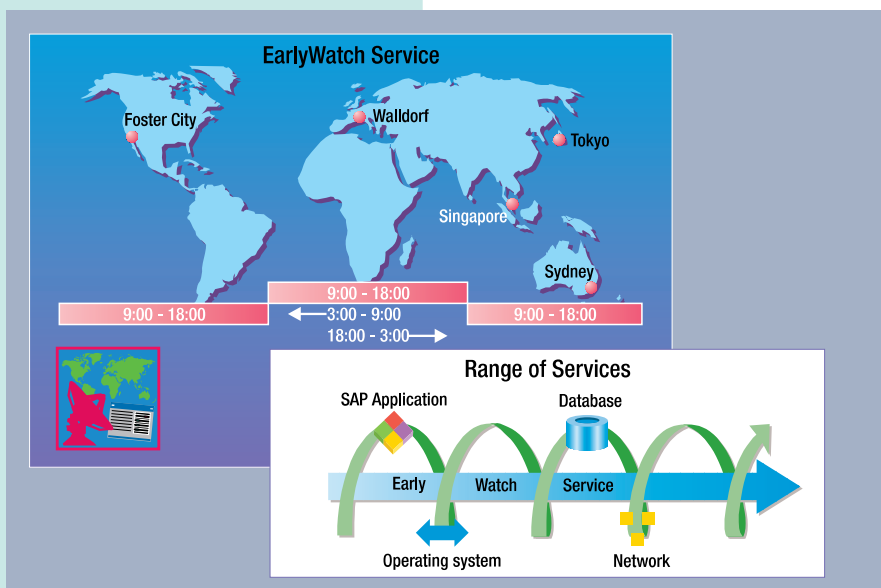 EarlyWatch Service
Foster City
Walldorf
Tokyo
Singapore
Sydney
9:00 - 18:00
9:00 - 18:00
9:00 - 18:00
3:00 - 9:00
18:00 - 3:00
Range of Services
SAP Application
Database
Early Watch Service
Operating system
Network